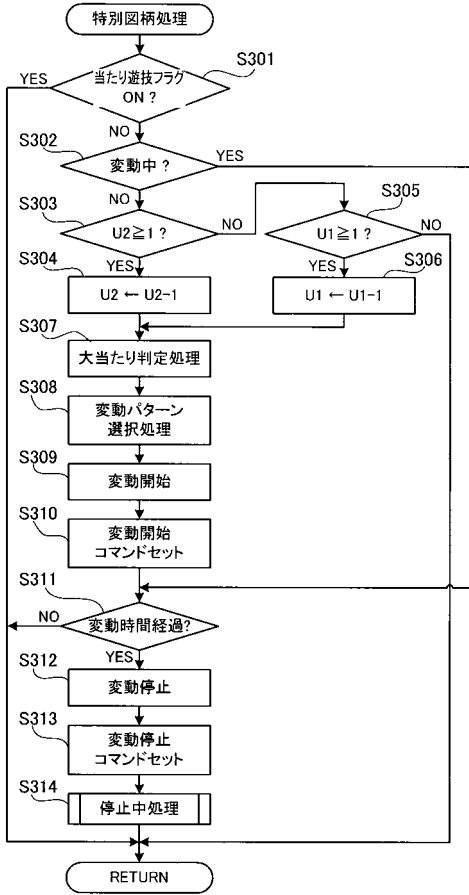 特別図柄処理
S301
当たり遊技フラグ
ON？
YES
NO
S302
変動中？
YES
NO
S303
U2≧1？
NO
YES
S305
U1≧1？
NO
YES
S304
U2 ← U2-1
S306
U1 ← U1-1
S307
大当たり判定処理
S308
変動パターン
選択処理
S309
変動開始
S310
変動開始
コマンドセット
S311
変動時間経過?
NO
YES
S312
変動停止
S313
変動停止
コマンドセット
S314
停止中処理
RETURN